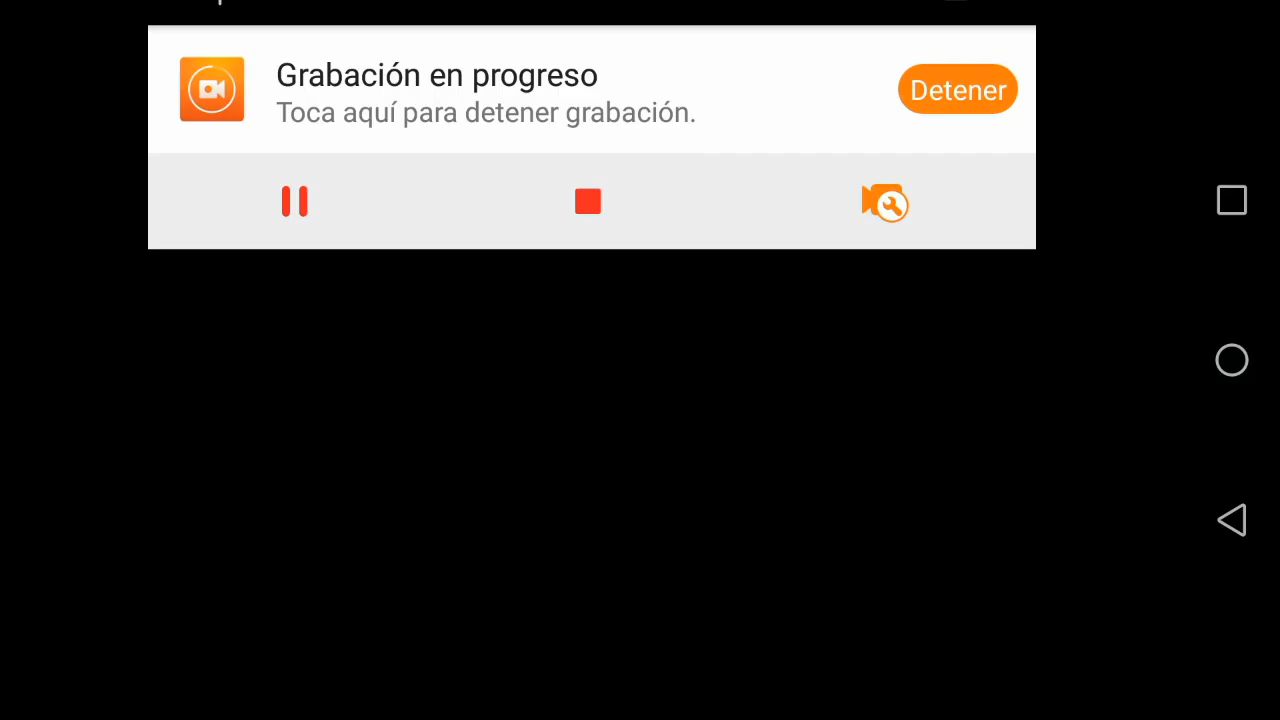 Grabación en progreso
Toca aquí para detener grabación.
Detener